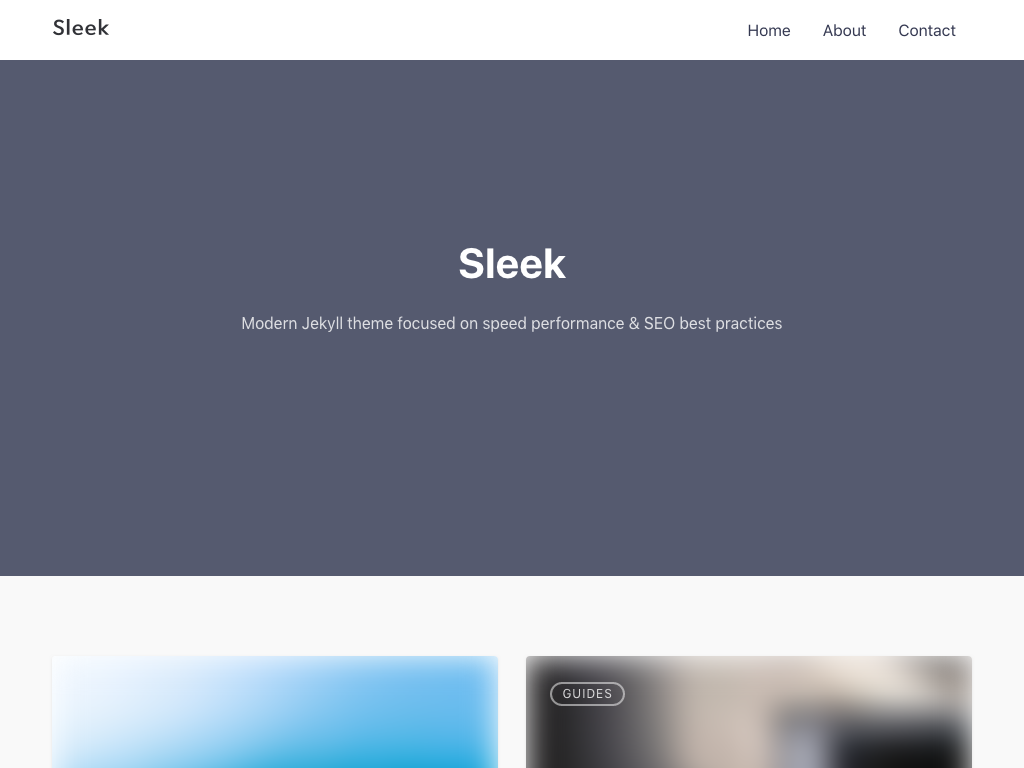 Sleek
Home About Contact
Sleek
Modern Jekyll theme focused on speed performance & SEO best practices
GUIDES